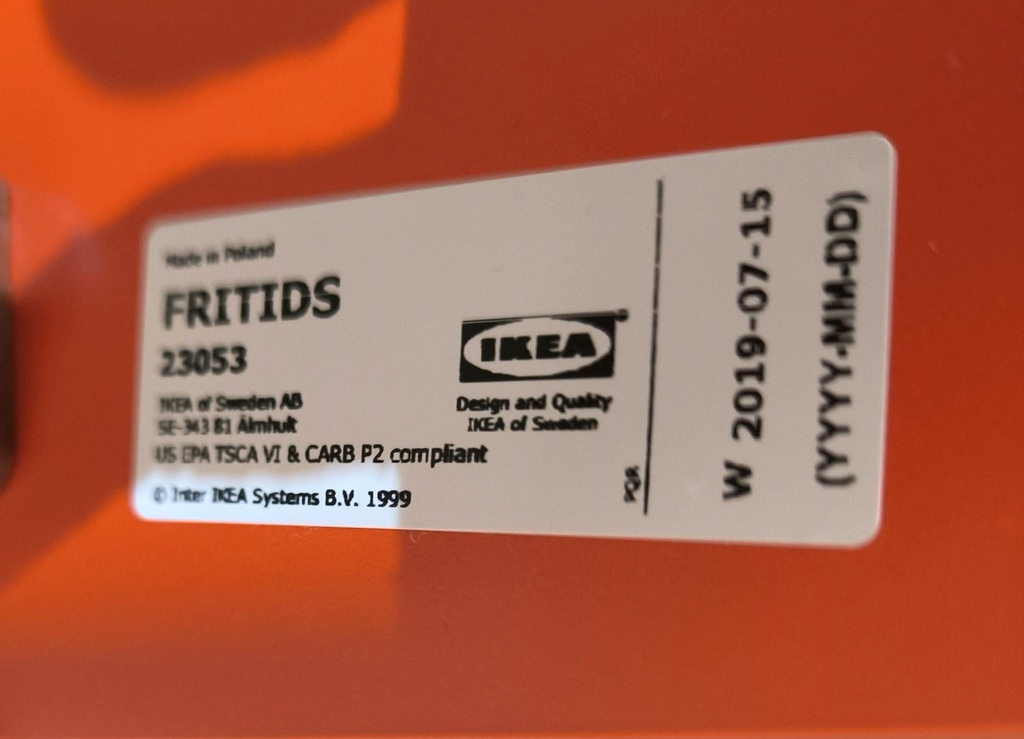 Made in Poland
FRITIDS
23053
IKEA of Sweden AB
SE-343 81 Älmhult
US EPA TSCA VI & CARB P2 compliant
© Inter IKEA Systems B.V. 1999
IKEA
Design and Quality
IKEA of Sweden
PQR
W 2019-07-15
(YYYY-MM-DD)